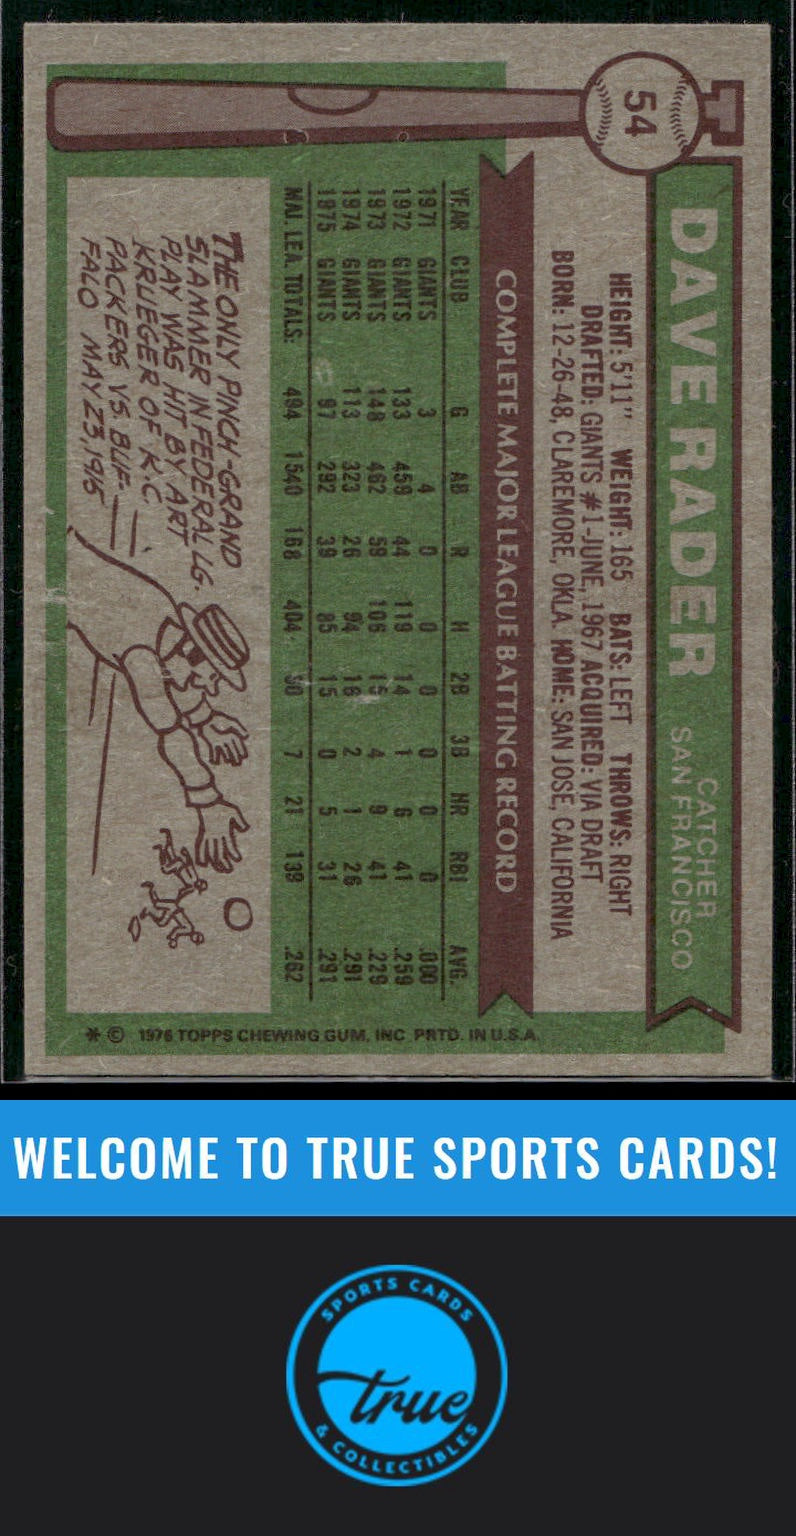 54
DAVE RADER
CATCHER
SAN FRANCISCO
HEIGHT: 5'11" WEIGHT: 165 BATS: LEFT THROWS: RIGHT
DRAFTED: GIANTS #1-JUNE, 1967 ACQUIRED: VIA DRAFT
BORN: 12-26-48, CLAREMORE, OKLA. HOME: SAN JOSE, CALIFORNIA
COMPLETE MAJOR LEAGUE BATTING RECORD
YEAR CLUB G AB R H 2B 3B HR RBI AVG.
1971 GIANTS 3 4 0 0 0 0 0 0 .000
1972 GIANTS 133 459 44 119 14 1 6 41 .259
1973 GIANTS 148 462 59 106 15 4 9 41 .229
1974 GIANTS 113 323 26 94 16 2 1 26 .291
1975 GIANTS 97 292 39 85 15 0 5 31 .291
MAJ. LEA. TOTALS: 494 1540 168 404 7 21 139 .262
THE ONLY PINCH-GRAND
SLAMMER IN FEDERAL LG.
PLAY WAS HIT BY ART
KRUEGER OF K.C.
PACKERS VS. BUF-
FALO MAY 23, 1915
* © 1976 TOPPS CHEWING GUM, INC. PRTD. IN U.S.A.
WELCOME TO TRUE SPORTS CARDS!
SPORTS CARDS
true
& COLLECTIBLES